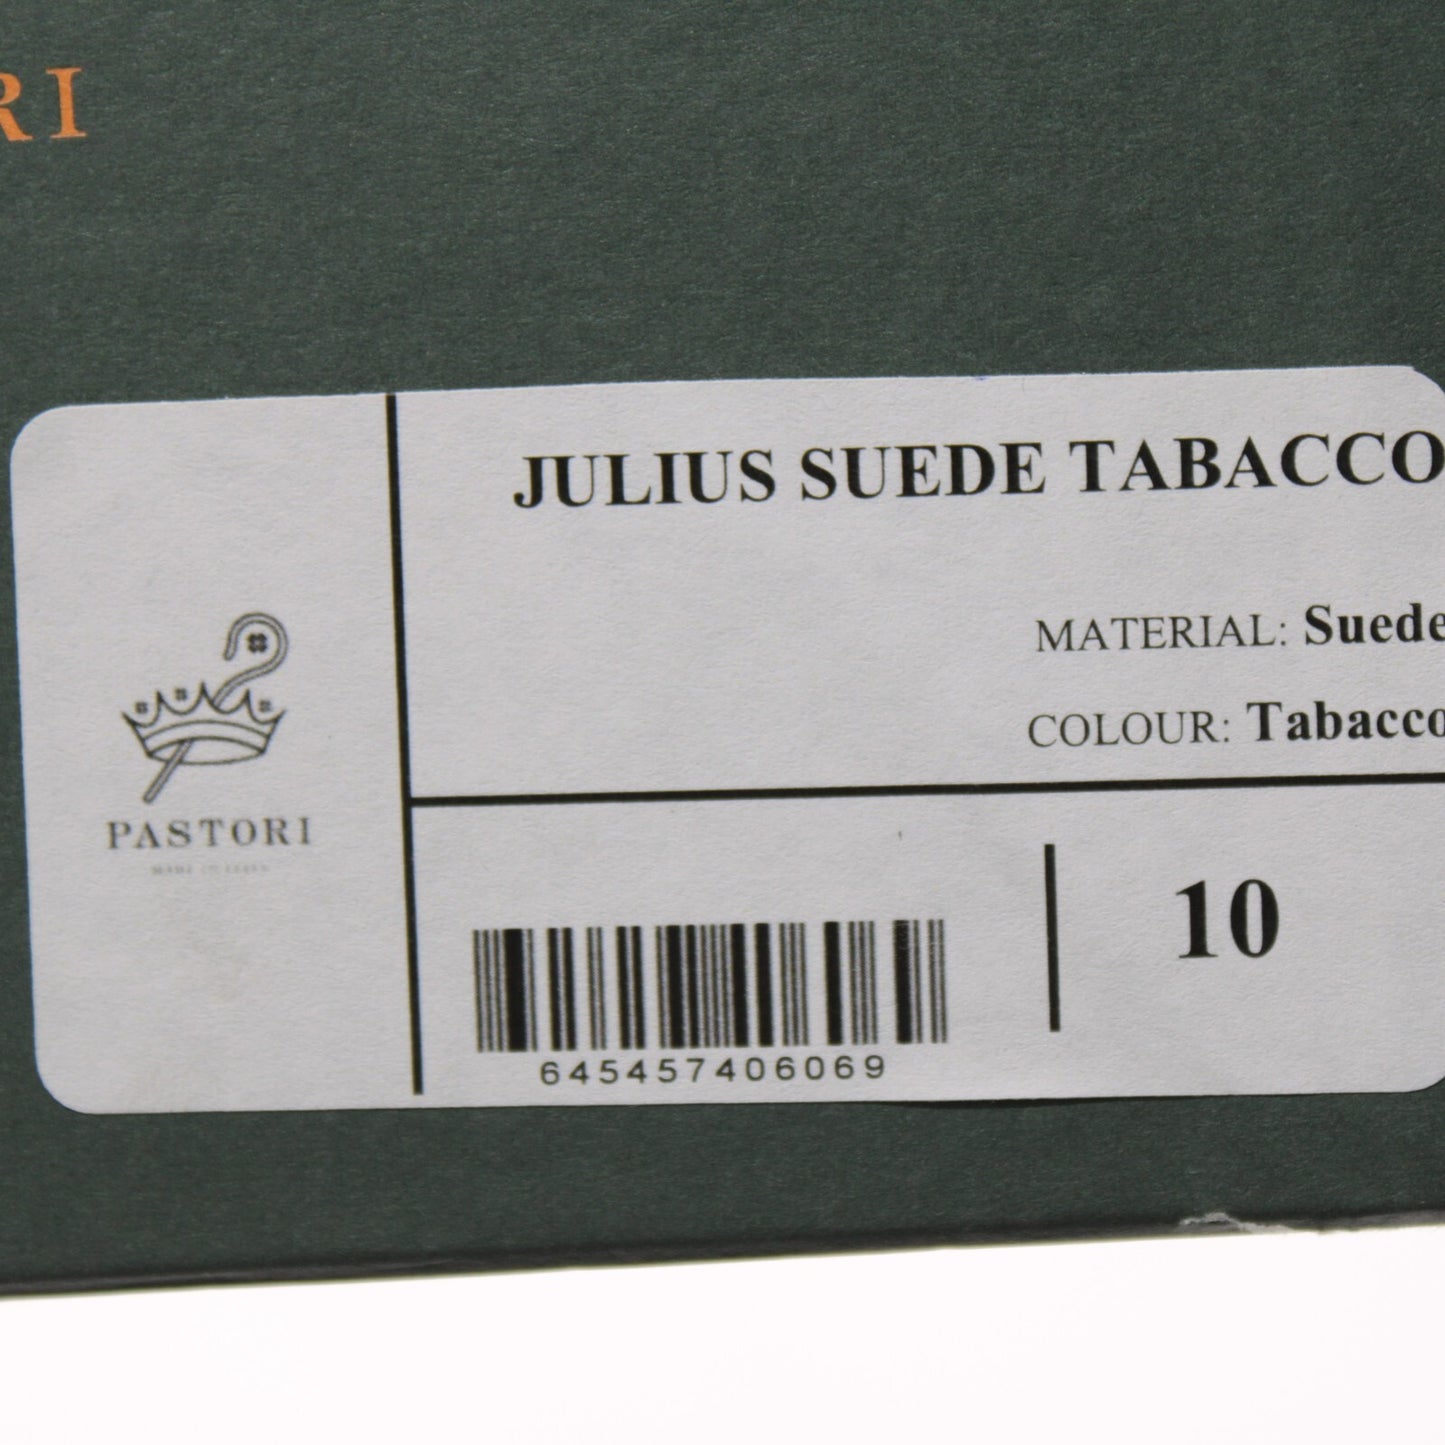 RI
JULIUS SUEDE TABACCO
MATERIAL: Suede
COLOUR: Tabacco
PASTORI
10
645457406069